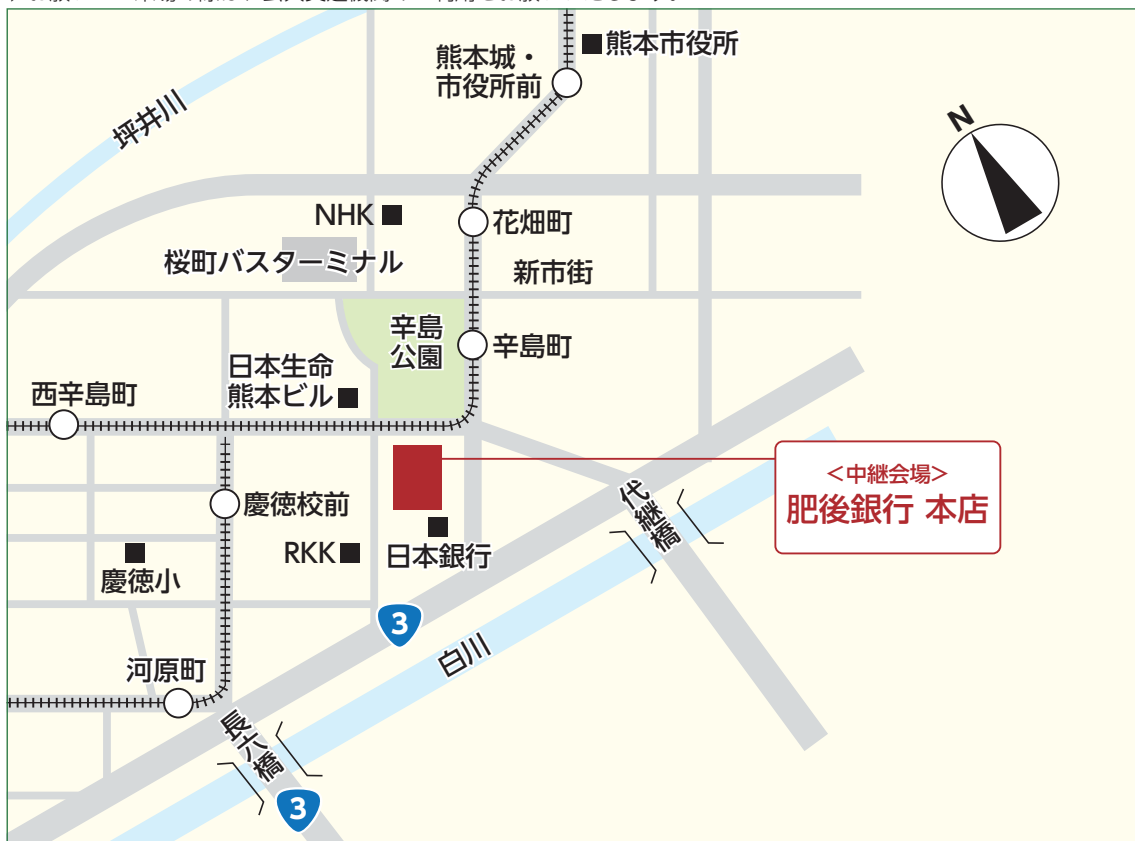 熊本市役所
熊本城・
市役所前
坪井川
N
NHK
花畑町
桜町バスターミナル
新市街
辛島
公園
辛島町
日本生命
熊本ビル
西辛島町
<中継会場>
肥後銀行 本店
代継橋
慶徳校前
RKK
日本銀行
慶徳小
3
白川
河原町
長六橋
3